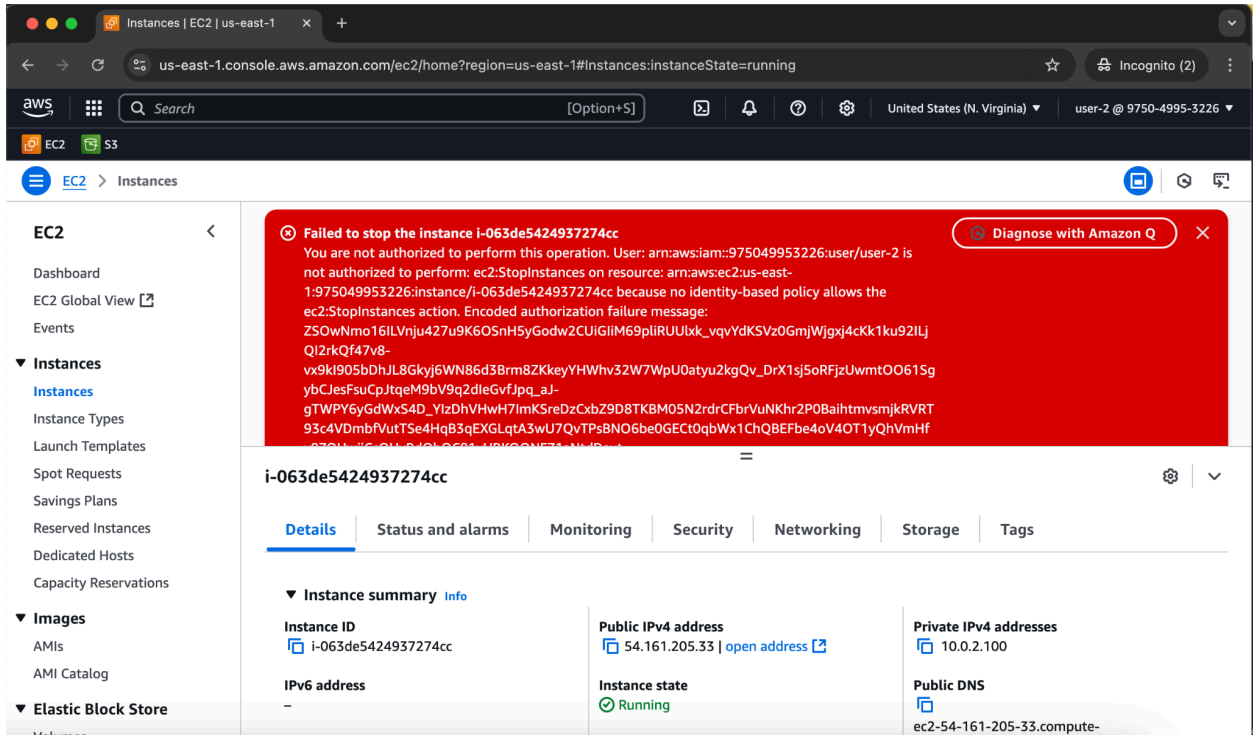 Instances | EC2 | us-east-1
us-east-1.console.aws.amazon.com/ec2/home?region=us-east-1#Instances:instanceState=running
Incognito (2)
aws
Search
[Option+S]
United States (N. Virginia)
user-2 @ 9750-4995-3226
EC2
S3
EC2 > Instances
EC2
Dashboard
EC2 Global View
Events
Instances
Instances
Instance Types
Launch Templates
Spot Requests
Savings Plans
Reserved Instances
Dedicated Hosts
Capacity Reservations
Images
AMIs
AMI Catalog
Elastic Block Store
Failed to stop the instance i-063de5424937274cc
Diagnose with Amazon Q
You are not authorized to perform this operation. User: arn:aws:iam::975049953226:user/user-2 is
not authorized to perform: ec2:StopInstances on resource: arn:aws:ec2:us-east-
1:975049953226:instance/i-063de5424937274cc because no identity-based policy allows the
ec2:StopInstances action. Encoded authorization failure message:
ZSOwNmo16ILVnju427u9K6OSnH5yGodw2CUiGIiM69pliRUUlxk_vqvYdKSVz0GmjWjgxj4cKk1ku92ILj
QI2rkQf47v8-
vx9kI905bDhJL8Gkyj6WN86d3Brm8ZKkeyYHWhv32W7WpU0atyu2kgQv_DrX1sj5oRFjzUwmtOO61Sg
ybCJesFsuCpJtqeM9bV9q2dIeGvfJpq_aJ-
gTWPY6yGdWxS4D_YIzDhVHwH7ImKSreDzCxbZ9D8TKBM05N2rdrCFbrVuNKhr2P0BaihtmvsmjkRVRT
93c4VDmbfVutTSe4HqB3qEXGLqtA3wU7QvTPsBNO6be0GECt0qbWx1ChQBEFbe4oV4OT1yQhVmHf
i-063de5424937274cc
Details
Status and alarms
Monitoring
Security
Networking
Storage
Tags
Instance summary Info
Instance ID
i-063de5424937274cc
Public IPv4 address
54.161.205.33 | open address
Private IPv4 addresses
10.0.2.100
IPv6 address
–
Instance state
Running
Public DNS
ec2-54-161-205-33.compute-